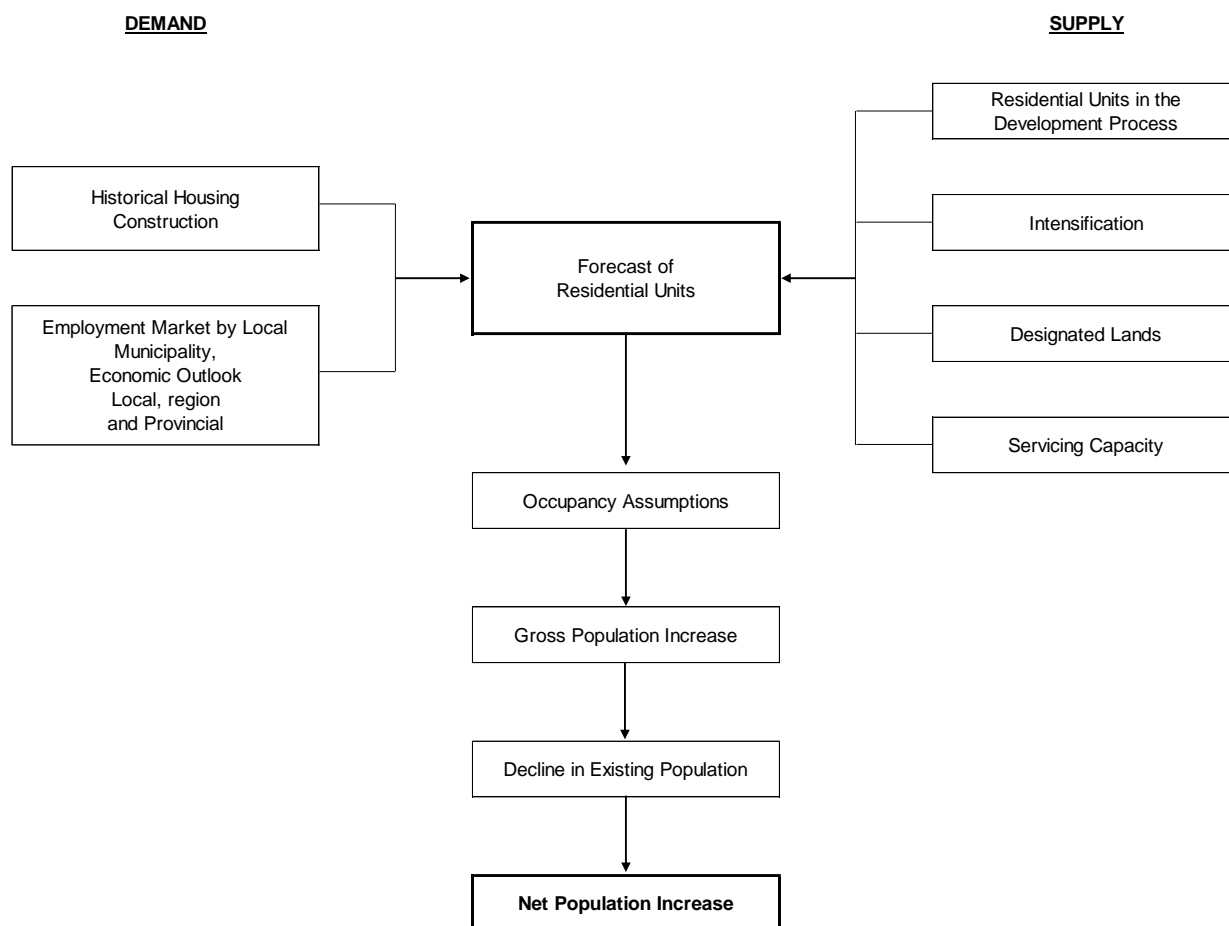 DEMAND
SUPPLY
Residential Units in the
Development Process
Historical Housing
Construction
Intensification
Forecast of
Residential Units
Employment Market by Local
Municipality,
Economic Outlook
Local, region
and Provincial
Designated Lands
Servicing Capacity
Occupancy Assumptions
Gross Population Increase
Decline in Existing Population
Net Population Increase